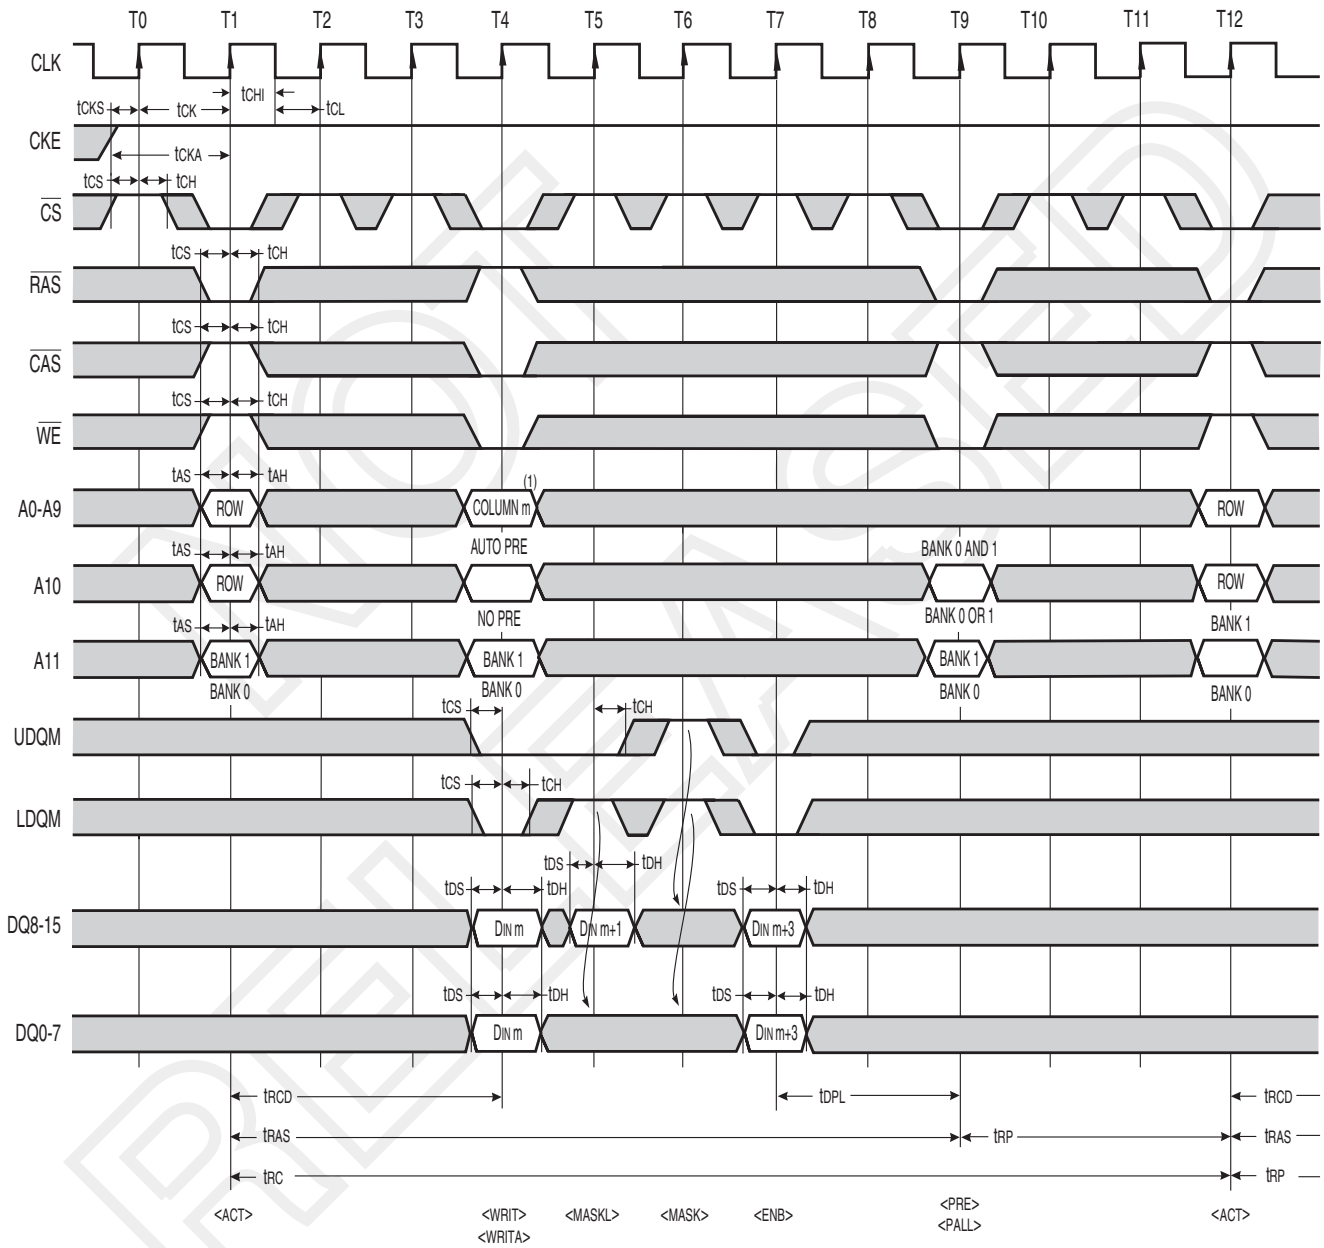 T0 T1 T2 T3 T4 T5 T6 T7 T8 T9 T10 T11 T12
CLK
tCHI
tCKS tCK tCL
CKE
tCKA
tCS tCH
CS
tCS tCH
RAS
tCS tCH
CAS
tCS tCH
WE
tAS tAH
(1)
A0-A9 ROW COLUMN m ROW
tAS tAH AUTO PRE BANK 0 AND 1
A10 ROW ROW
tAS tAH NO PRE BANK 0 OR 1 BANK 1
A11 BANK 1 BANK 1 BANK 1
BANK 0 BANK 0 BANK 0 BANK 0
tCS tCH
UDQM
tCS tCH
LDQM
tDS tDH
tDS tDH tDS tDH
DQ8-15 DIN m DIN m+1 DIN m+3
tDS tDH tDS tDH
DQ0-7 DIN m DIN m+3
tRCD tDPL tRCD
tRAS tRP tRAS
tRC tRP
<ACT> <WRIT> <MASKL> <MASK> <ENB> <PRE> <ACT>
<WRITA> <PALL>
NOT
RELEASED